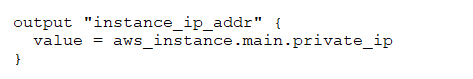 output "instance_ip_addr" {
  value = aws_instance.main.private_ip
}